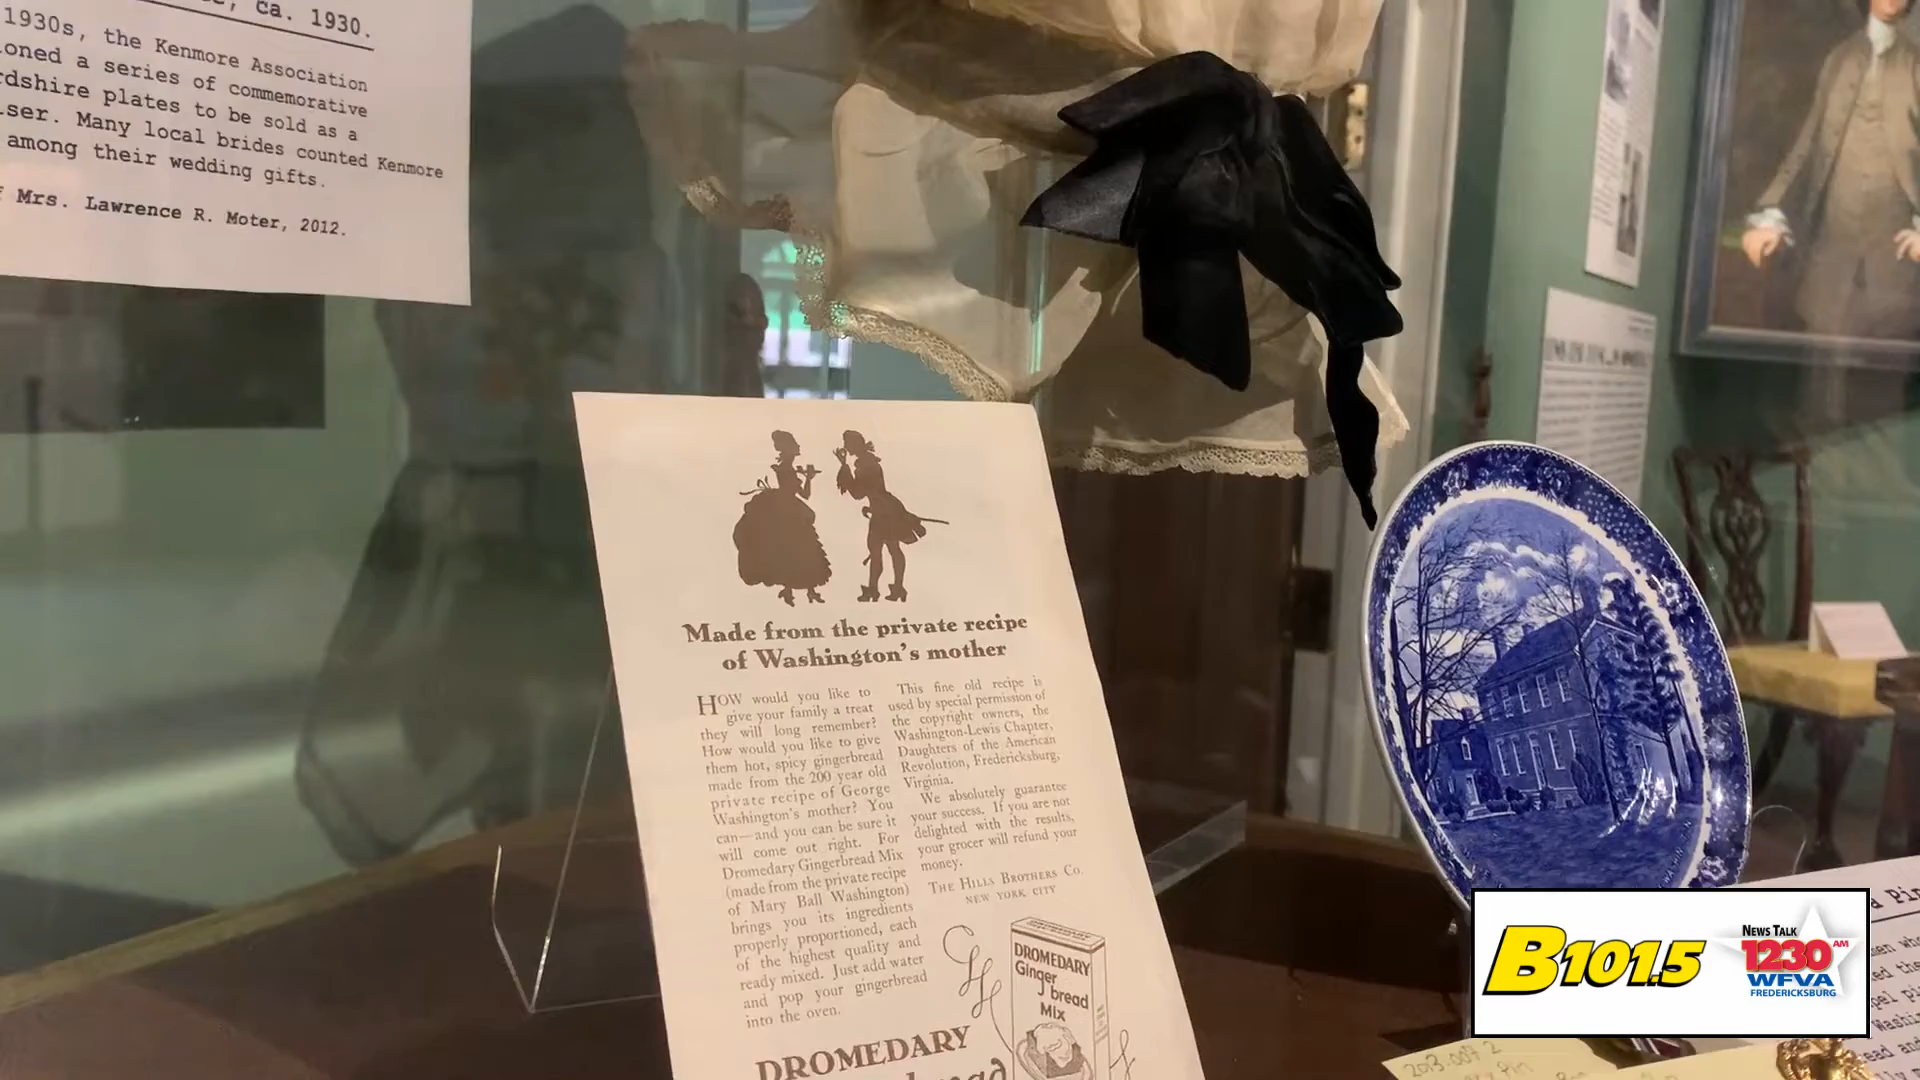 ca. 1930.
1930s, the Kenmore Association
a series of commemorative
plates to be sold as a
Many local brides counted Kenmore
among their wedding gifts.
Mrs. Lawrence R. Moter, 2012.
Made from the private recipe
of Washington's mother
HOW would you like to
give your family a treat
they will long remember?
How would you like to give
them hot, spicy gingerbread
made from the 200 year old
private recipe of George
Washington's mother? You
can—and you can be sure it
will come out right. For
Dromedary Gingerbread Mix
(made from the private recipe
of Mary Ball Washington)
brings you its ingredients
properly proportioned, each
of the highest quality and
ready mixed. Just add water
and pop your gingerbread
into the oven.
This fine old recipe is
used by special permission of
the copyright owners, the
Washington-Lewis Chapter,
Daughters of the American
Revolution, Fredericksburg,
Virginia.
We absolutely guarantee
your success. If you are not
delighted with the results,
your grocer will refund your
money.
THE HILLS BROTHERS CO.
NEW YORK CITY
DROMEDARY
Ginger
bread
Mix
DROMEDARY
B101.5
NEWS TALK
1230 AM
WFVA
FREDERICKSBURG
2013.007.2